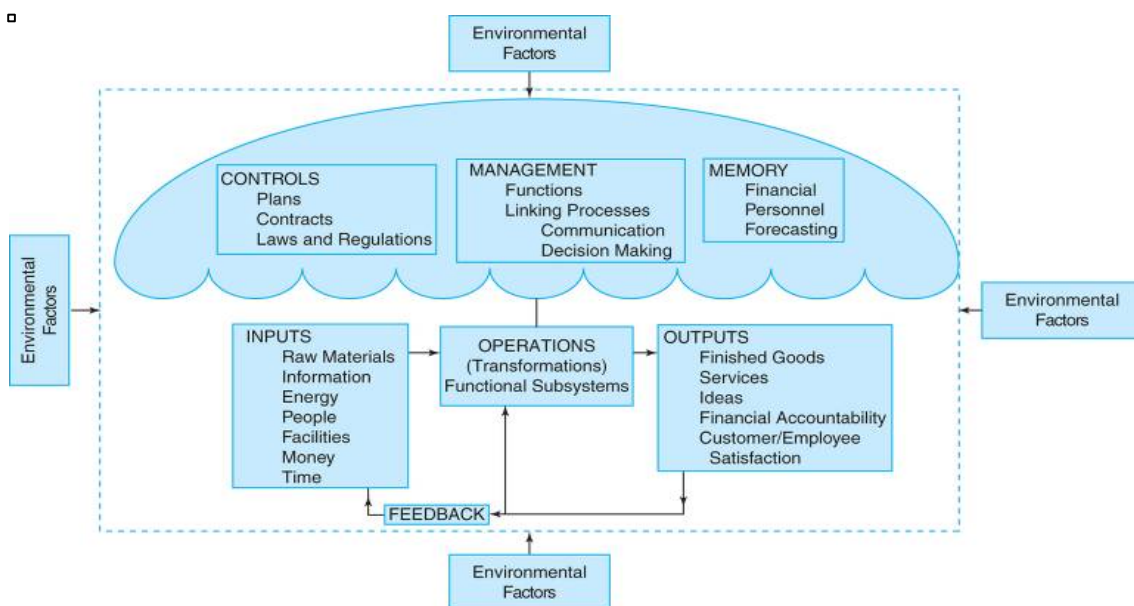 Environmental
Factors
CONTROLS
Plans
Contracts
Laws and Regulations
MANAGEMENT
Functions
Linking Processes
Communication
Decision Making
MEMORY
Financial
Personnel
Forecasting
Environmental
Factors
Environmental
Factors
INPUTS
Raw Materials
Information
Energy
People
Facilities
Money
Time
OPERATIONS
(Transformations)
Functional Subsystems
OUTPUTS
Finished Goods
Services
Ideas
Financial Accountability
Customer/Employee
Satisfaction
FEEDBACK
Environmental
Factors